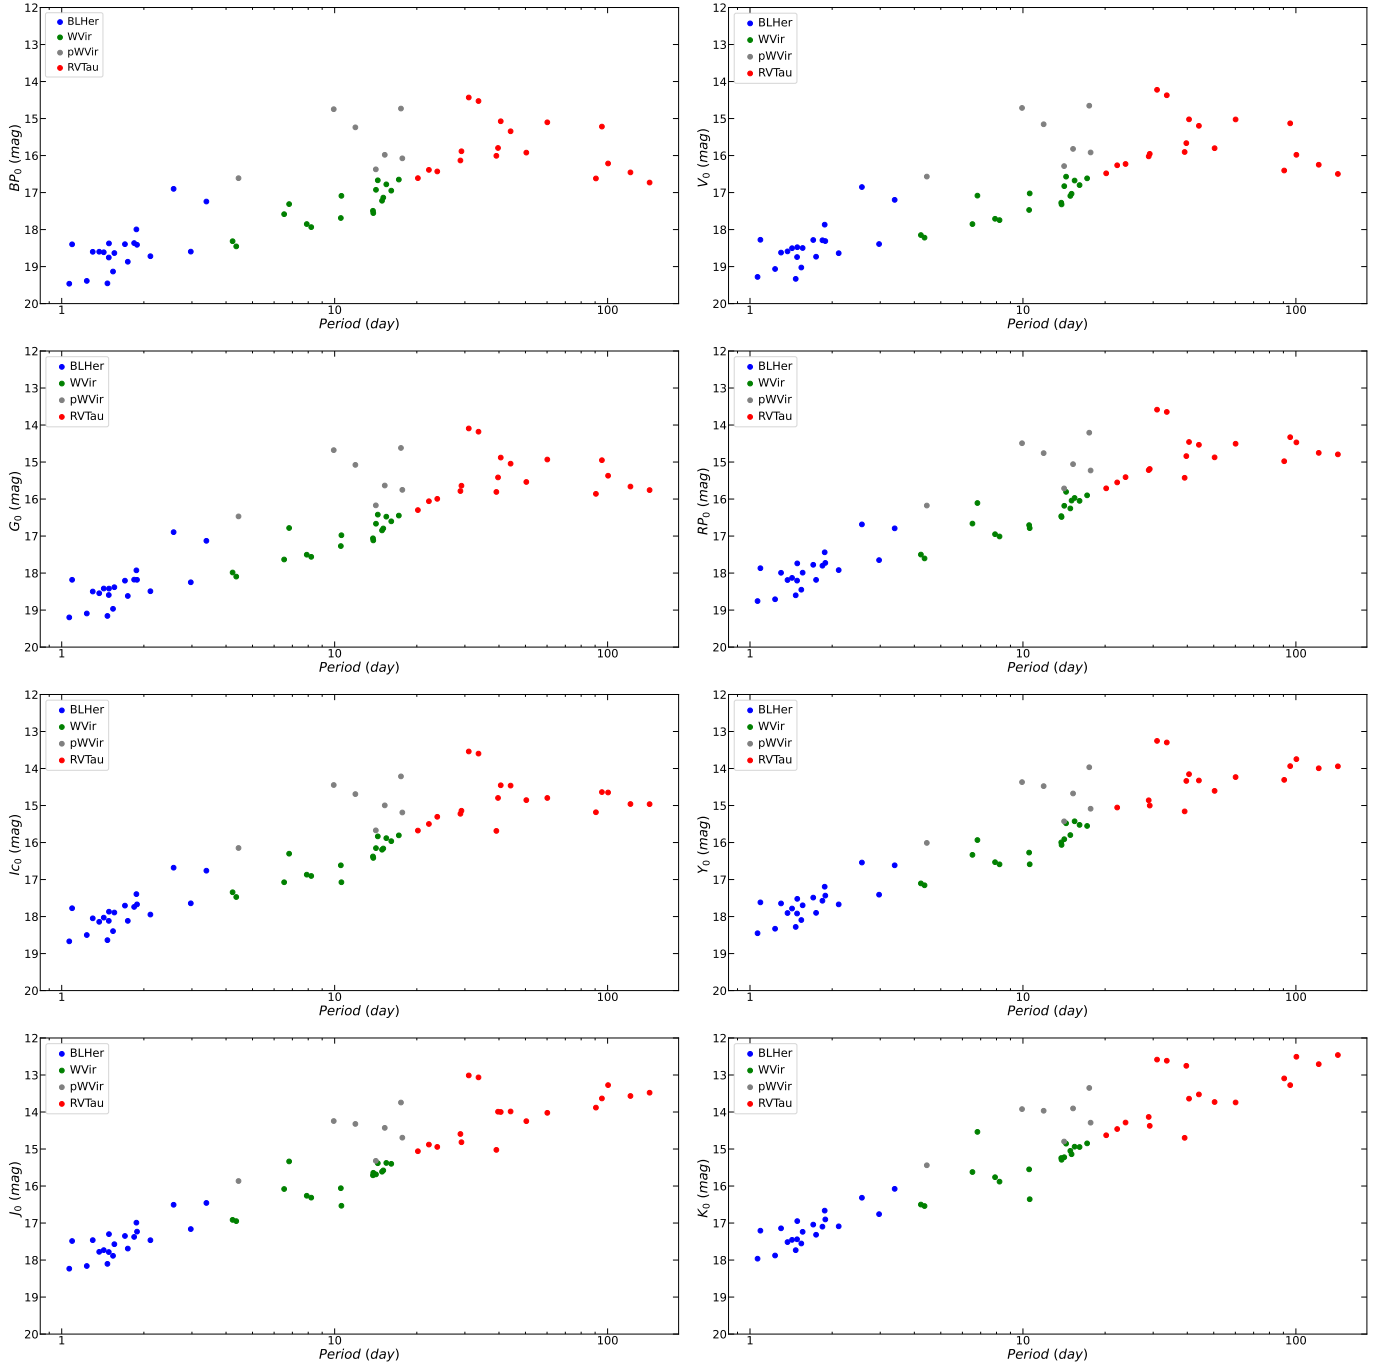 12
13
14
15
16
17
18
19
20
BP0 (mag)
BLHer
WVir
pWVir
RVTau
1 10 100
Period (day)
12
13
14
15
16
17
18
19
20
V0 (mag)
BLHer
WVir
pWVir
RVTau
1 10 100
Period (day)
12
13
14
15
16
17
18
19
20
G0 (mag)
BLHer
WVir
pWVir
RVTau
1 10 100
Period (day)
12
13
14
15
16
17
18
19
20
RP0 (mag)
BLHer
WVir
pWVir
RVTau
1 10 100
Period (day)
12
13
14
15
16
17
18
19
20
Ic0 (mag)
BLHer
WVir
pWVir
RVTau
1 10 100
Period (day)
12
13
14
15
16
17
18
19
20
Y0 (mag)
BLHer
WVir
pWVir
RVTau
1 10 100
Period (day)
12
13
14
15
16
17
18
19
20
J0 (mag)
BLHer
WVir
pWVir
RVTau
1 10 100
Period (day)
12
13
14
15
16
17
18
19
20
K0 (mag)
BLHer
WVir
pWVir
RVTau
1 10 100
Period (day)